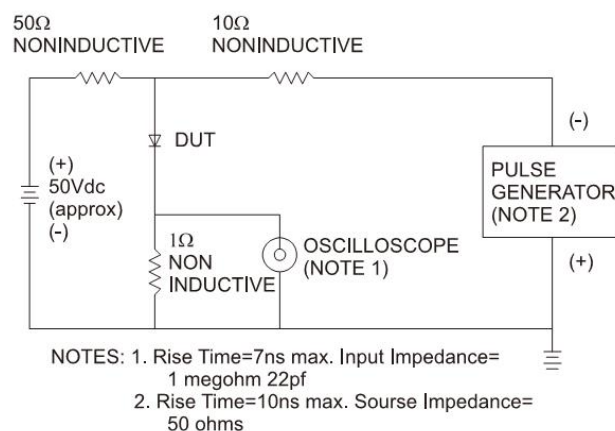 50Ω
NONINDUCTIVE
10Ω
NONINDUCTIVE
DUT
(+)
50Vdc
(approx)
(-)
1Ω
NON
INDUCTIVE
OSCILLOSCOPE
(NOTE 1)
(-)
PULSE
GENERATOR
(NOTE 2)
(+)
NOTES: 1. Rise Time=7ns max. Input Impedance=
1 megohm 22pf
2. Rise Time=10ns max. Sourse Impedance=
50 ohms